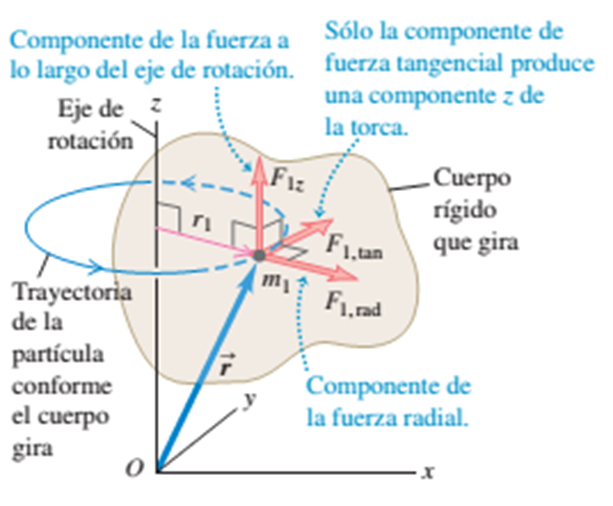 Componente de la fuerza a
lo largo del eje de rotación.
Sólo la componente de
fuerza tangencial produce
una componente z de
la torca.
Eje de
rotación
z
F1z
Cuerpo
rígido
que gira
r1
F1,tan
m1
F1,rad
Trayectoria
de la
partícula
conforme
el cuerpo
gira
r⃗
Componente de
la fuerza radial.
y
O
x